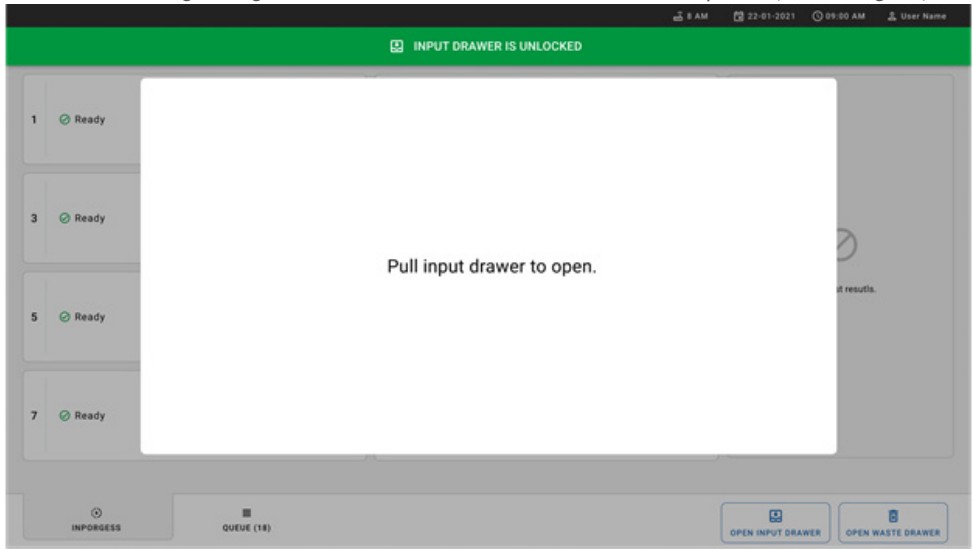 8 AM 22-01-2021 09:00 AM User Name
INPUT DRAWER IS UNLOCKED
1 Ready
3 Ready
Pull input drawer to open.
t resutls.
5 Ready
7 Ready
INPORGESS
QUEUE (18)
OPEN INPUT DRAWER
OPEN WASTE DRAWER